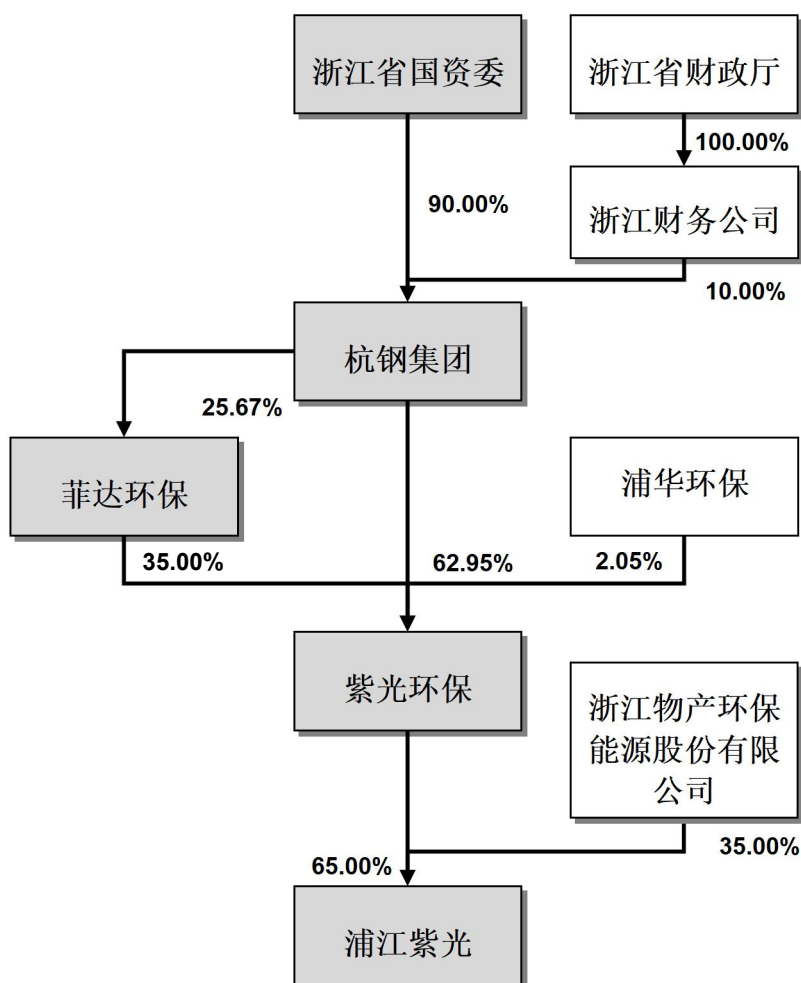 浙江省国资委
浙江省财政厅
100.00%
90.00%
浙江财务公司
10.00%
杭钢集团
25.67%
菲达环保
浦华环保
35.00%
62.95%
2.05%
紫光环保
浙江物产环保
能源股份有限
公司
35.00%
65.00%
浦江紫光